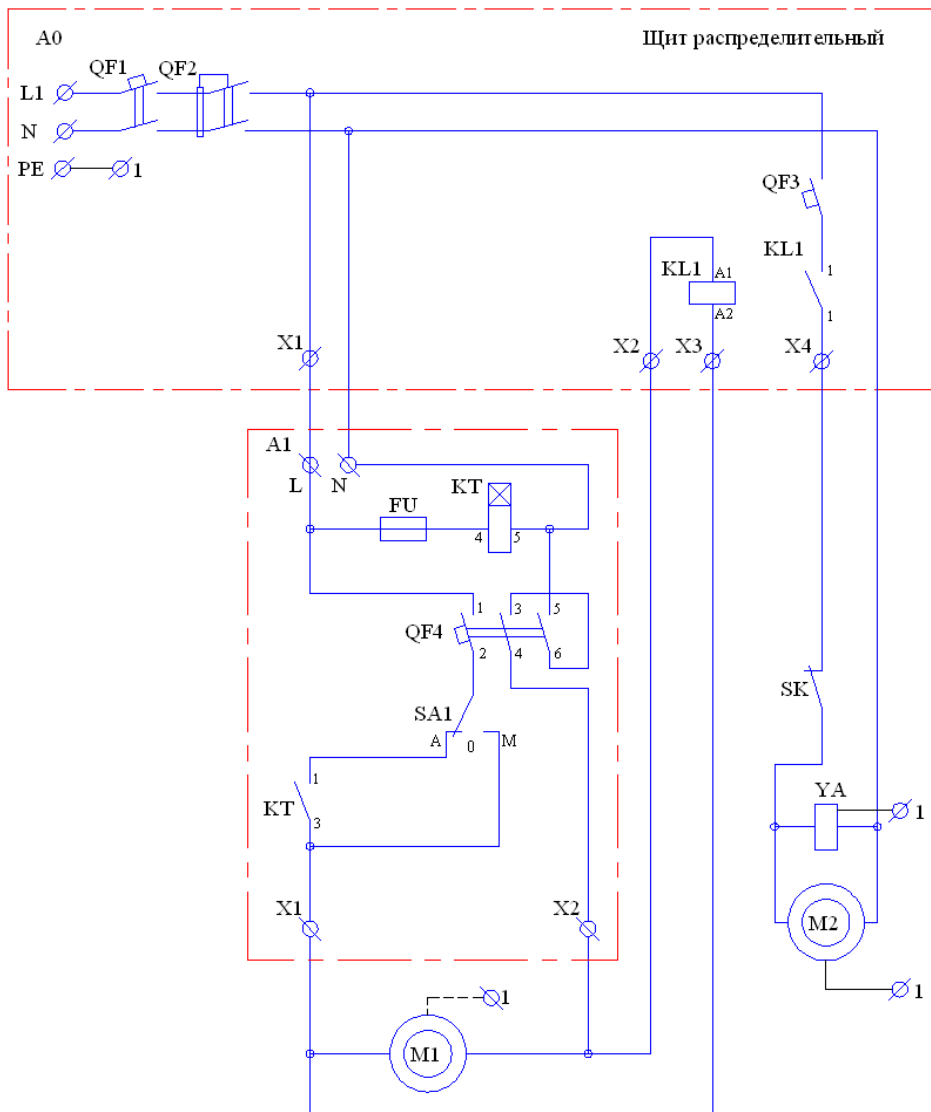 A0
Щит распределительный
QF1 QF2
L1
N
PE 1
QF3
KL1
KL1 A1 1
A2 1
X1 X2 X3 X4
A1
L N KT
FU
4 5
1 3 5
QF4
2 4 6
SK
SA1
A 0 M
1
KT
3
YA
1
X1 X2
M2
1
1
M1